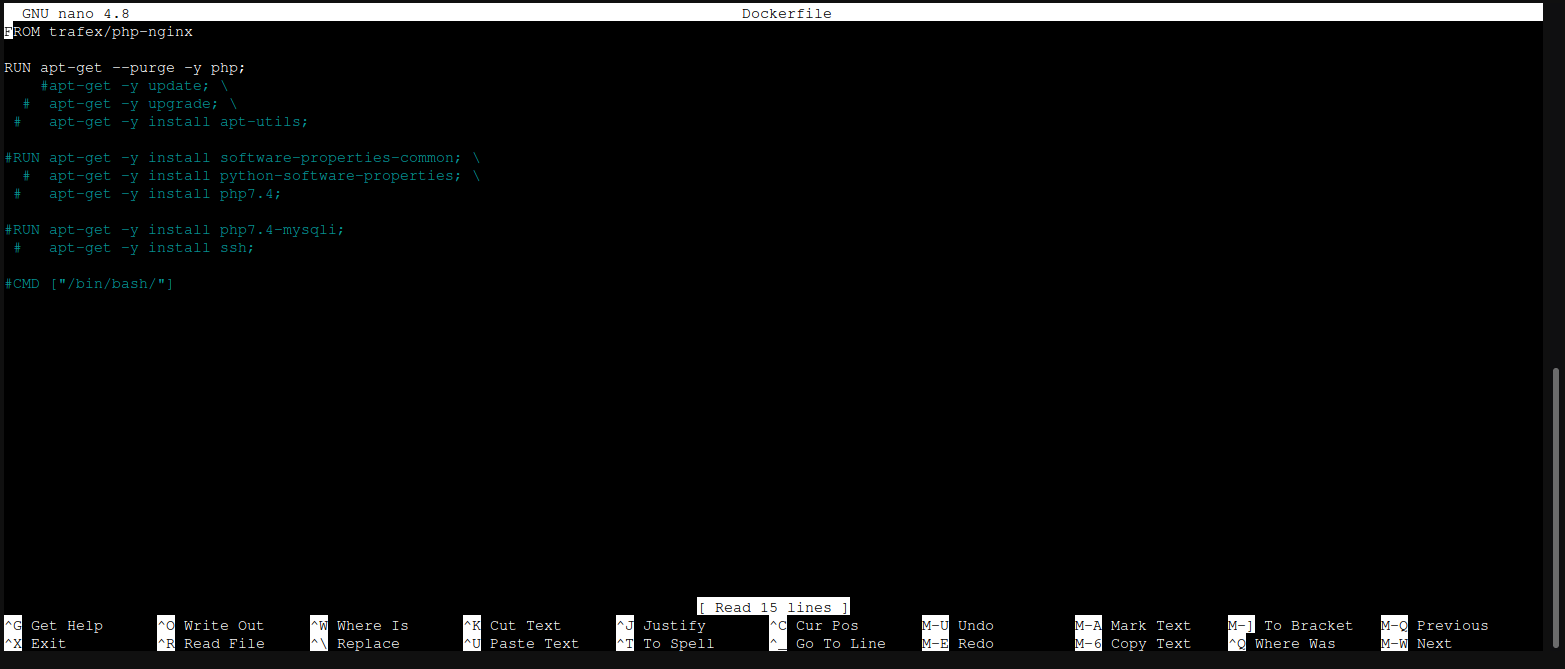 GNU nano 4.8 Dockerfile
FROM trafex/php-nginx
RUN apt-get --purge -y php;
#apt-get -y update; \
# apt-get -y upgrade; \
# apt-get -y install apt-utils;
#RUN apt-get -y install software-properties-common; \
# apt-get -y install python-software-properties; \
# apt-get -y install php7.4;
#RUN apt-get -y install php7.4-mysqli;
# apt-get -y install ssh;
#CMD ["/bin/bash/"]
[ Read 15 lines ]
^G Get Help ^O Write Out ^W Where Is ^K Cut Text ^J Justify ^C Cur Pos M-U Undo M-A Mark Text M-] To Bracket M-Q Previous
^X Exit ^R Read File ^\ Replace ^U Paste Text ^T To Spell ^_ Go To Line M-E Redo M-6 Copy Text ^Q Where Was M-W Next